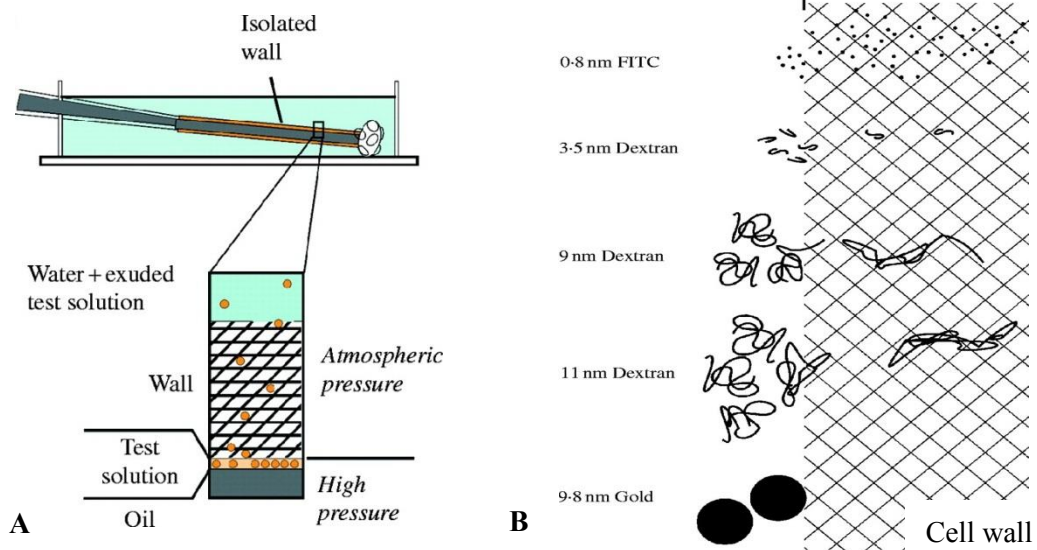 Isolated
wall
Water + exuded
test solution
Wall
Atmospheric
pressure
Test
solution
High
pressure
Oil
A
0·8 nm FITC
3·5 nm Dextran
9 nm Dextran
11 nm Dextran
9·8 nm Gold
B
Cell wall